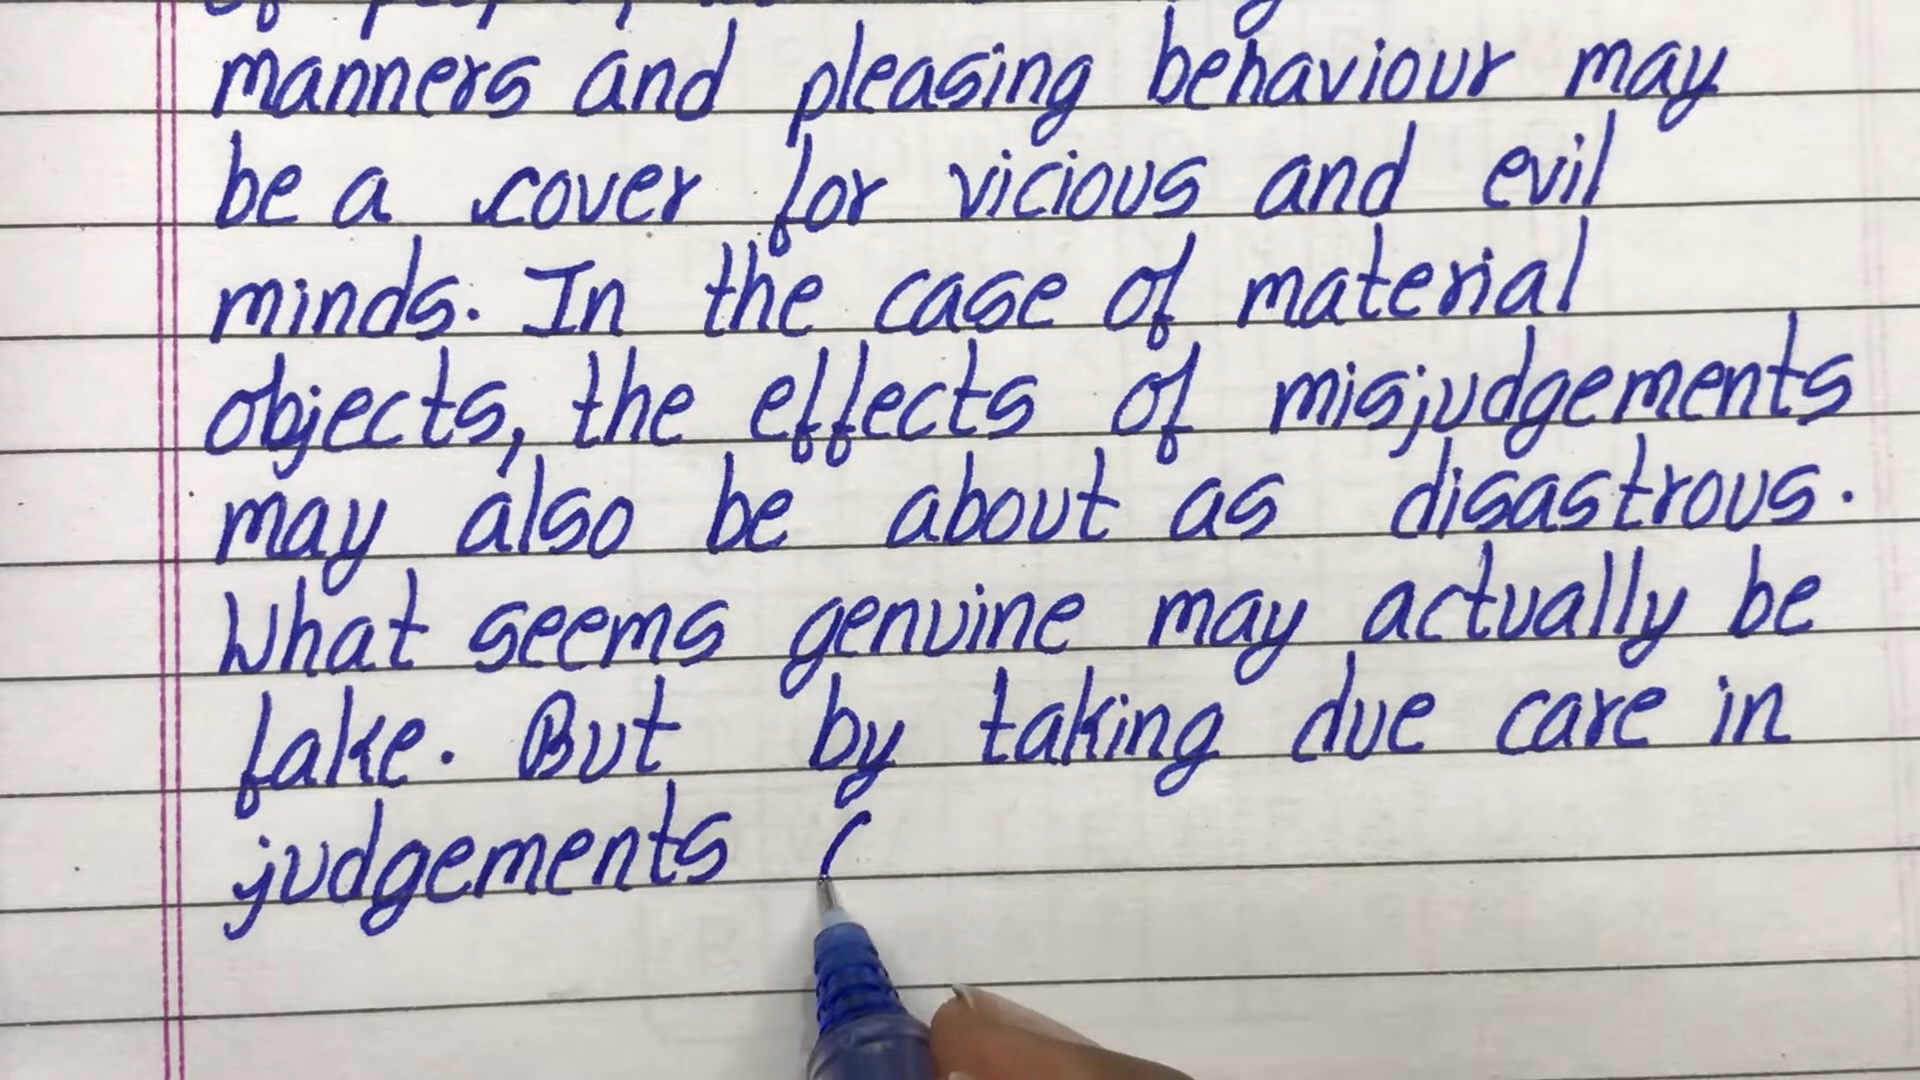 manners and pleasing behaviour may
be a cover for vicious and evil
minds. In the case of material
objects, the effects of misjudgements
may also be about as disastrous.
What seems genuine may actually be
fake. But by taking due care in
judgements